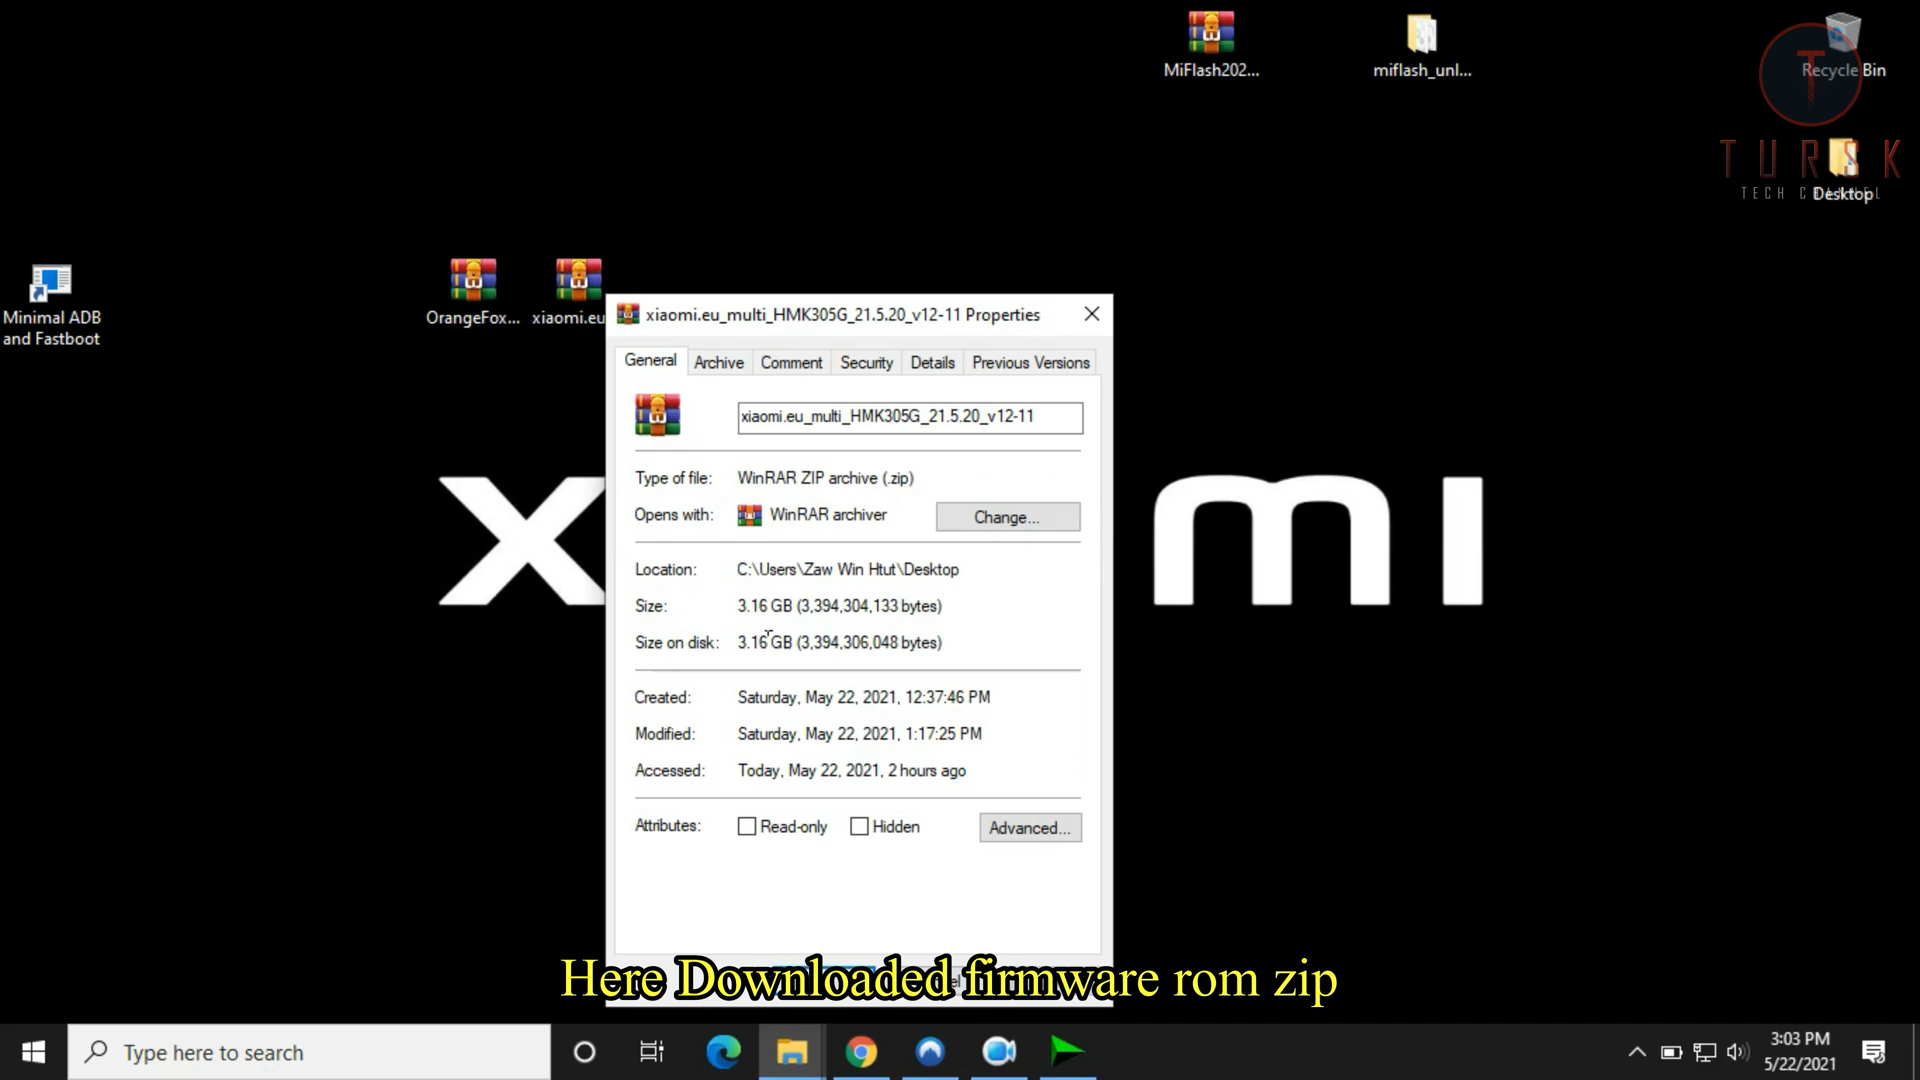 MiFlash202...
miflash_unl...
Recycle Bin
T
TURSK
TECH CHANNEL
Desktop
Minimal ADB
and Fastboot
OrangeFox...
xiaomi.eu
xiaomi.eu_multi_HMK305G_21.5.20_v12-11 Properties
General
Archive
Comment
Security
Details
Previous Versions
xiaomi.eu_multi_HMK305G_21.5.20_v12-11
Type of file: WinRAR ZIP archive (.zip)
Opens with: WinRAR archiver
Change...
Location: C:\Users\Zaw Win Htut\Desktop
Size: 3.16 GB (3,394,304,133 bytes)
Size on disk: 3.16 GB (3,394,306,048 bytes)
Created: Saturday, May 22, 2021, 12:37:46 PM
Modified: Saturday, May 22, 2021, 1:17:25 PM
Accessed: Today, May 22, 2021, 2 hours ago
Attributes: Read-only Hidden
Advanced...
x
mi
Here Downloaded firmware rom zip
Type here to search
3:03 PM
5/22/2021